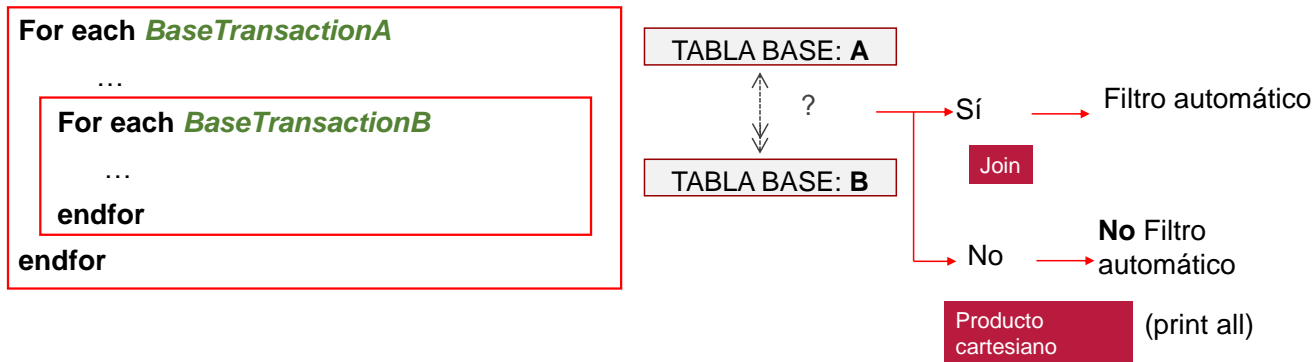 For each BaseTransactionA
…
For each BaseTransactionB
…
endfor
endfor
TABLA BASE: A
?
TABLA BASE: B
Sí
Filtro automático
Join
No
No Filtro
automático
Producto
cartesiano
(print all)